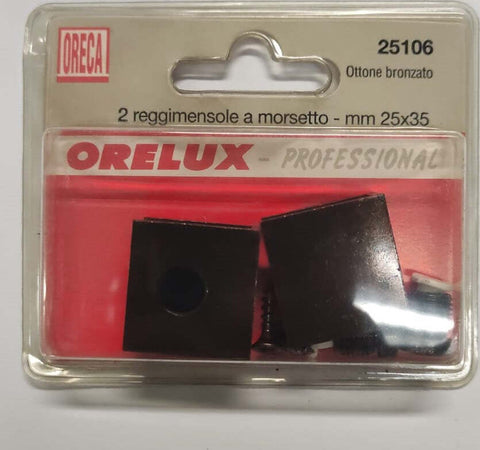 ORECA
25106
Ottone bronzato
2 reggimensole a morsetto - mm 25x35
ORELUX - PROFESSIONAL